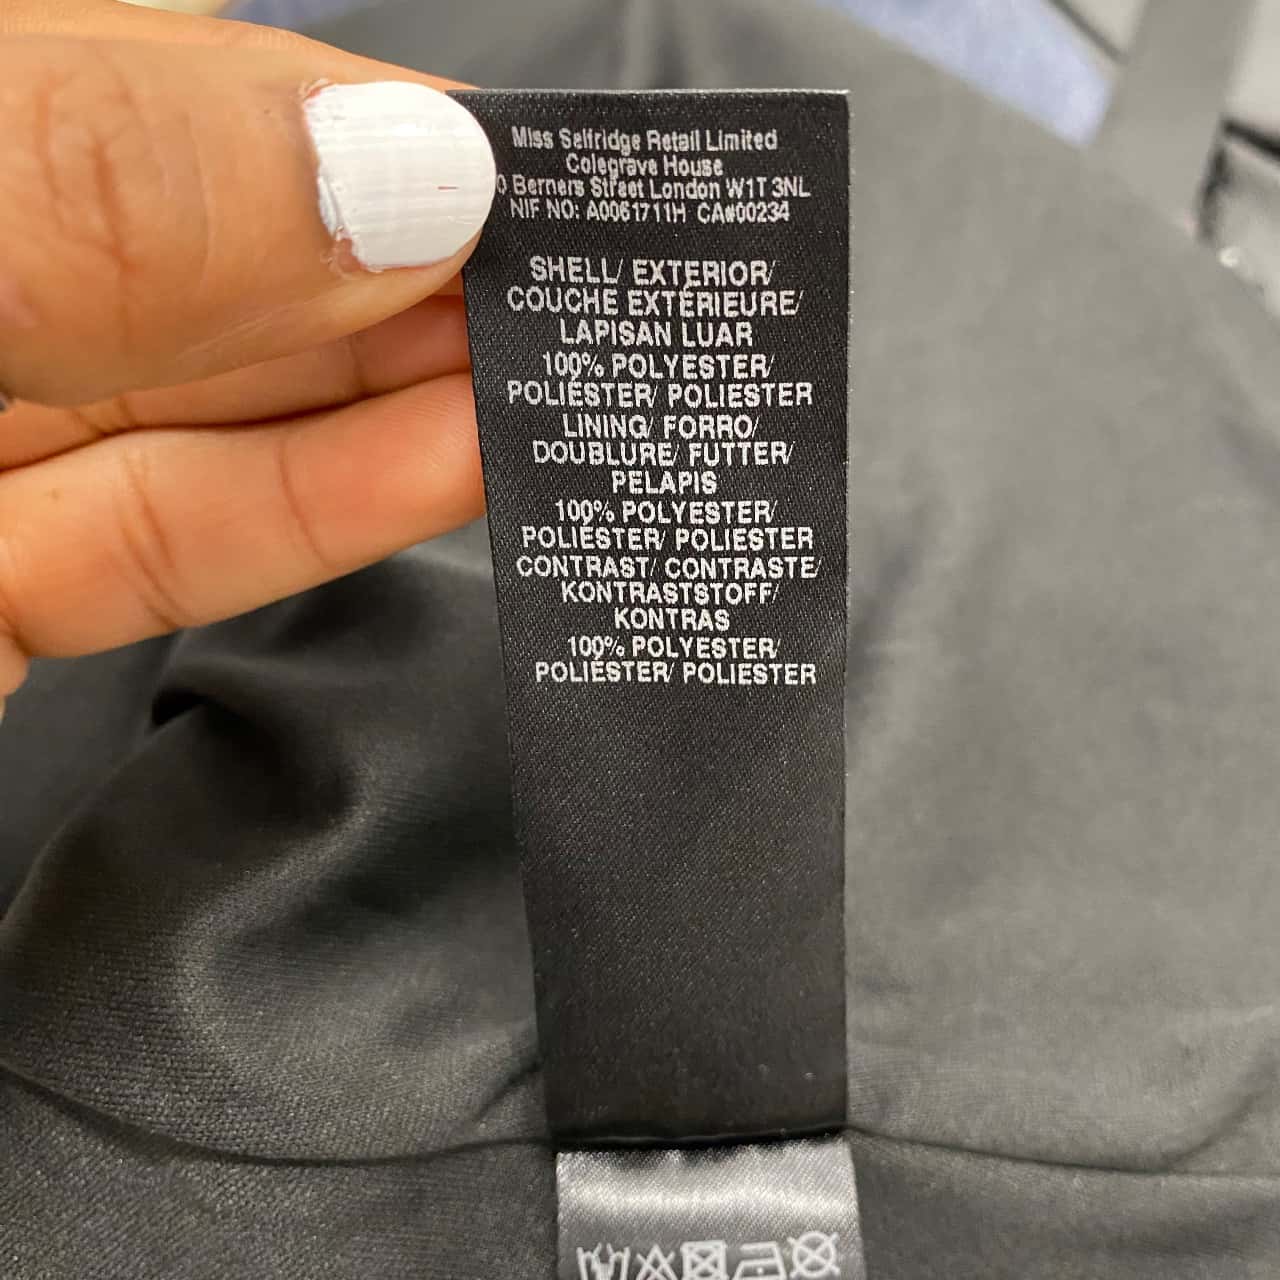 Miss Selfridge Retail Limited
Colegrave House
0 Berners Street London W1T 3NL
NIF NO: A0061711H CA#00234
SHELL/ EXTERIOR/
COUCHE EXTÉRIEURE/
LAPISAN LUAR
100% POLYESTER/
POLIÉSTER/ POLIESTER
LINING/ FORRO/
DOUBLURE/ FUTTER/
PELAPIS
100% POLYESTER/
POLIÉSTER/ POLIESTER
CONTRAST/ CONTRASTE/
KONTRASTSTOFF/
KONTRAS
100% POLYESTER/
POLIÉSTER/ POLIESTER